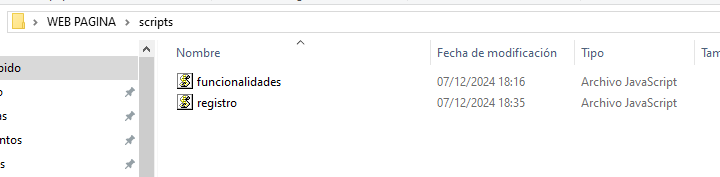 WEB PAGINA > scripts
Nombre Fecha de modificación Tipo Tam
pido
funcionalidades 07/12/2024 18:16 Archivo JavaScript
o
registro 07/12/2024 18:35 Archivo JavaScript
as
ntos
s